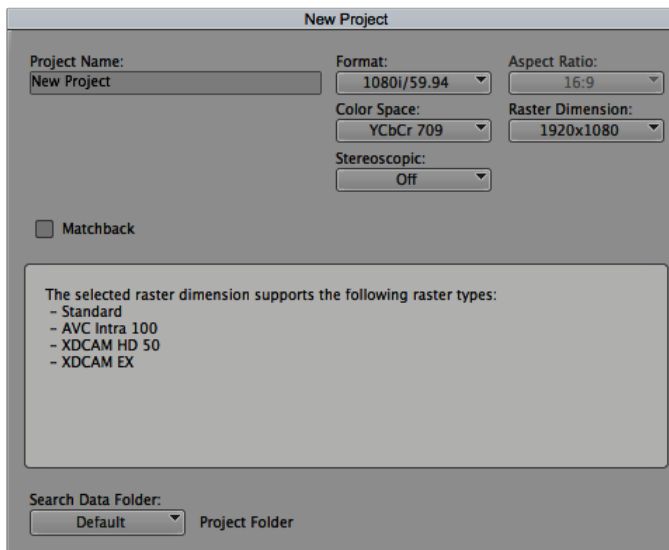 New Project
Project Name:
New Project
Format:
1080i/59.94
Aspect Ratio:
16:9
Color Space:
YCbCr 709
Raster Dimension:
1920x1080
Stereoscopic:
Off
Matchback
The selected raster dimension supports the following raster types:
- Standard
- AVC Intra 100
- XDCAM HD 50
- XDCAM EX
Search Data Folder:
Default
Project Folder